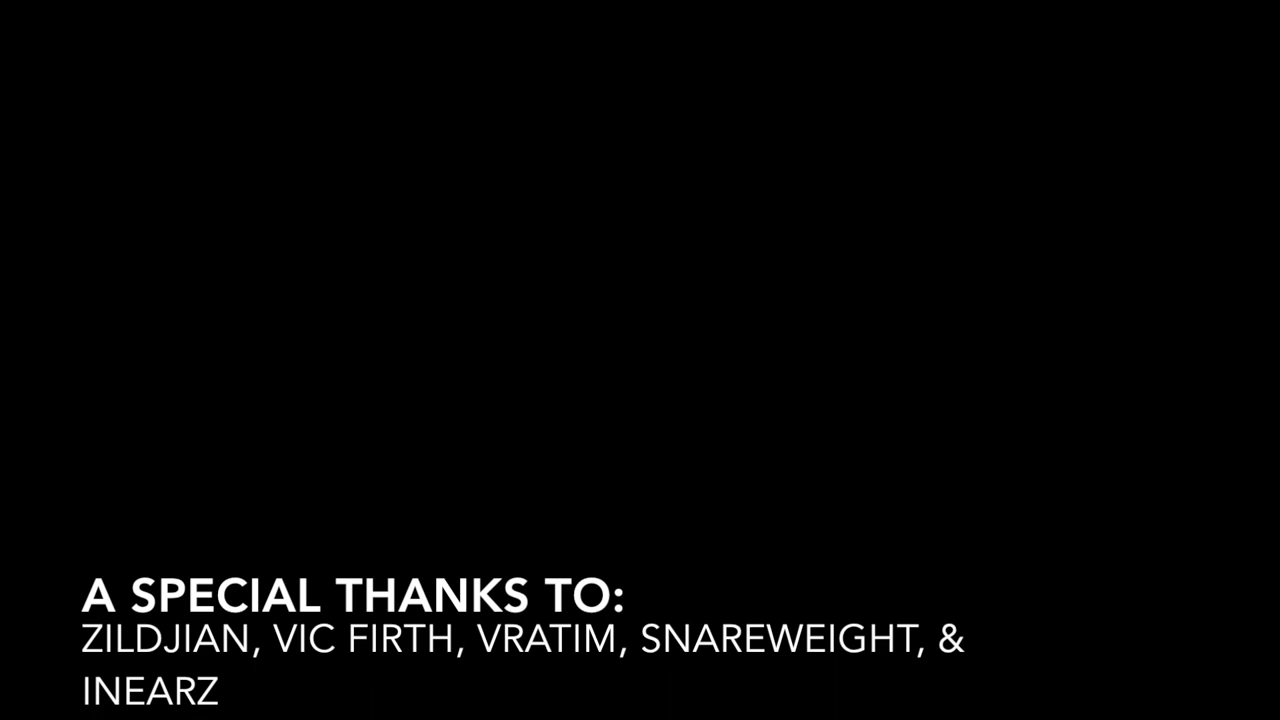 A SPECIAL THANKS TO:
ZILDJIAN, VIC FIRTH, VRATIM, SNAREWEIGHT, &
INEARZ